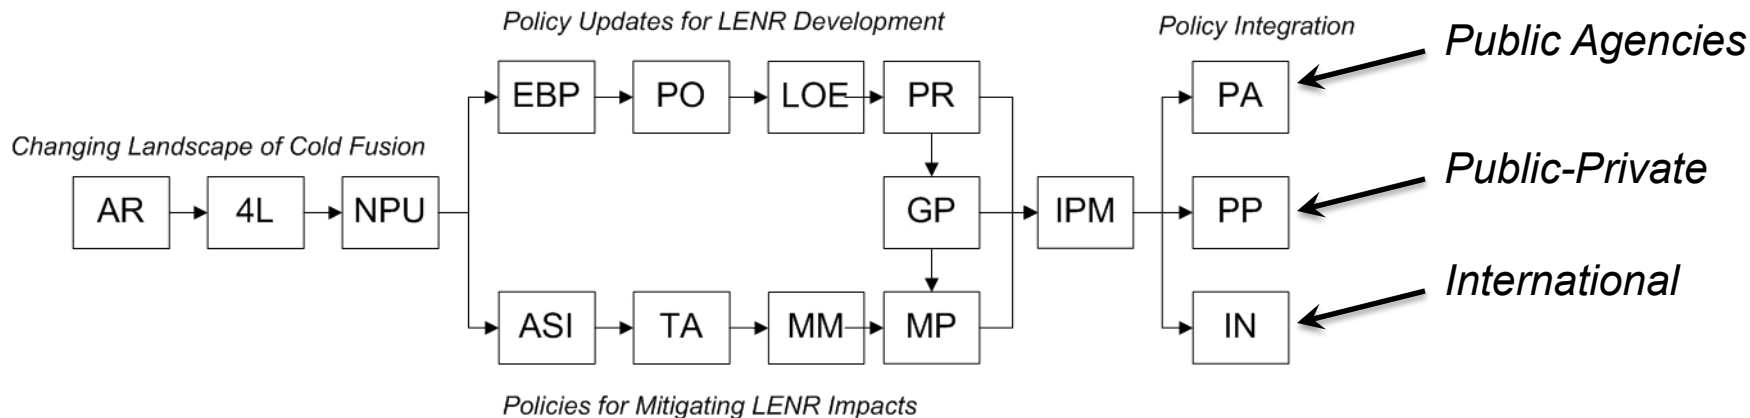 Policy Updates for LENR Development
Policy Integration
Public Agencies
EBP
PO
LOE
PR
PA
Changing Landscape of Cold Fusion
Public-Private
AR
4L
NPU
GP
IPM
PP
International
ASI
TA
MM
MP
IN
Policies for Mitigating LENR Impacts